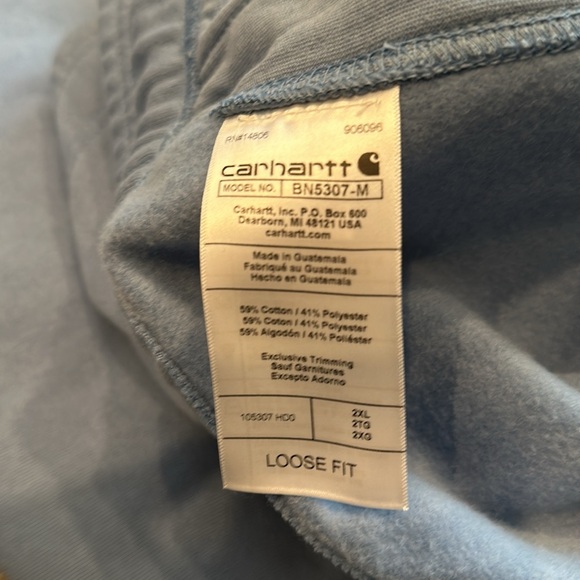 RN#14806 906096
carhartt
MODEL NO. BN5307-M
Carhartt, Inc. P.O. Box 600
Dearborn, MI 48121 USA
carhartt.com
Made in Guatemala
Fabriqué au Guatemala
Hecho en Guatemala
59% Cotton / 41% Polyester
59% Coton / 41% Polyester
59% Algodón / 41% Poliéster
Exclusive Trimming
Sauf Garnitures
Excepto Adorno
105307 HD0 2XL
2TG
2XG
LOOSE FIT